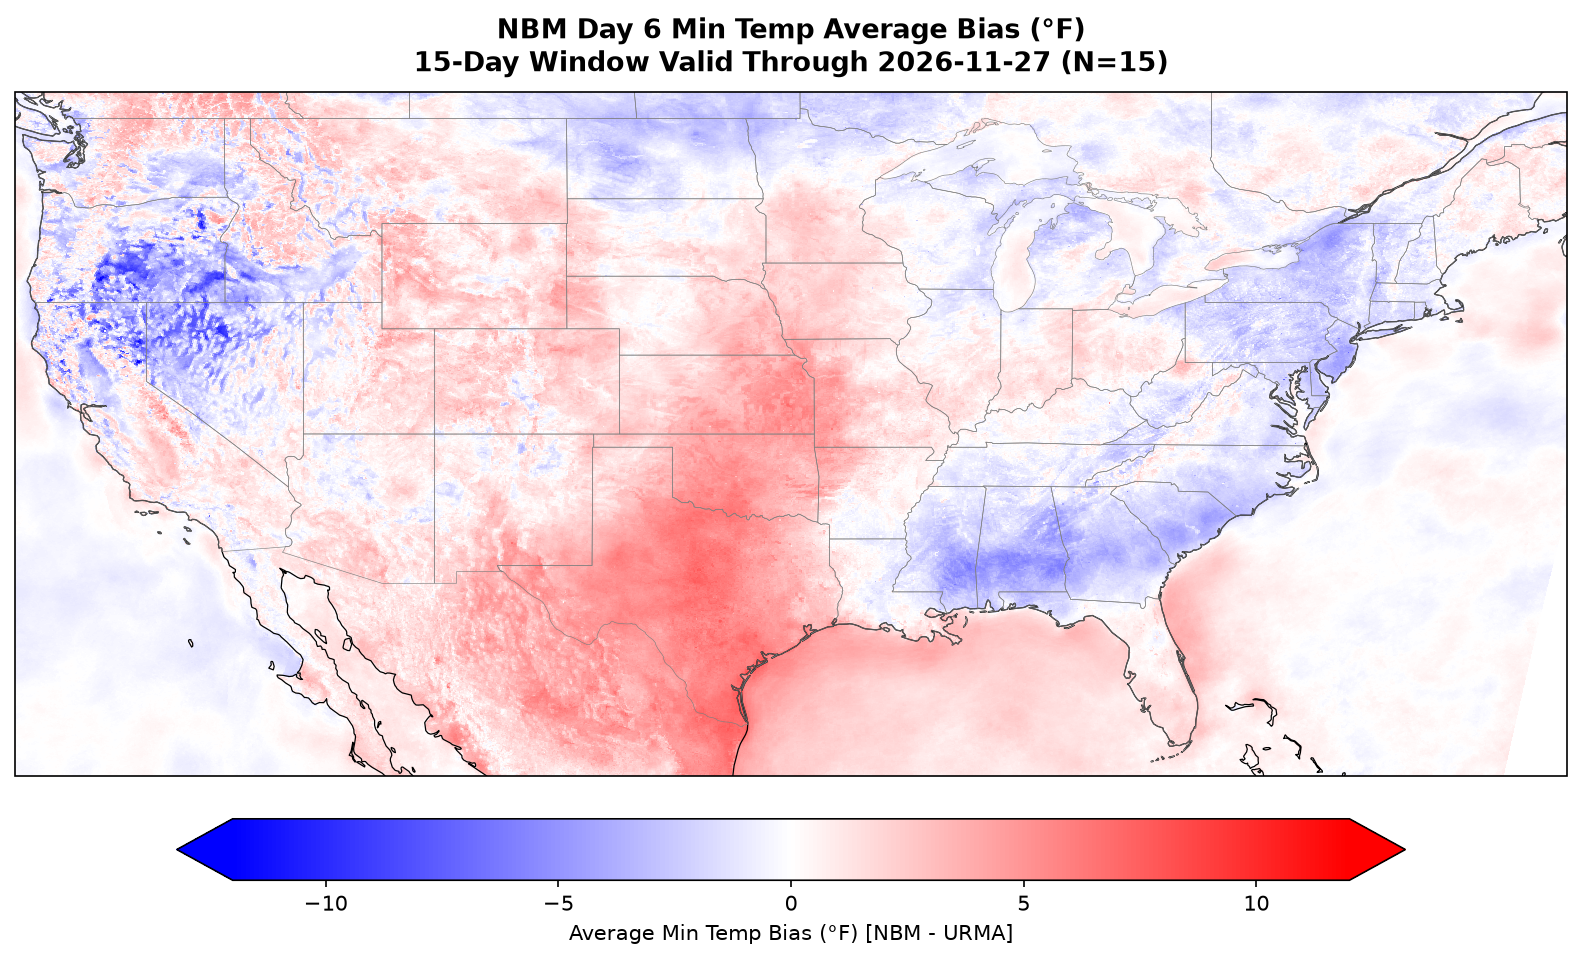 NBM Day 6 Min Temp Average Bias (°F)
15-Day Window Valid Through 2026-11-27 (N=15)
−10 −5 0 5 10
Average Min Temp Bias (°F) [NBM - URMA]